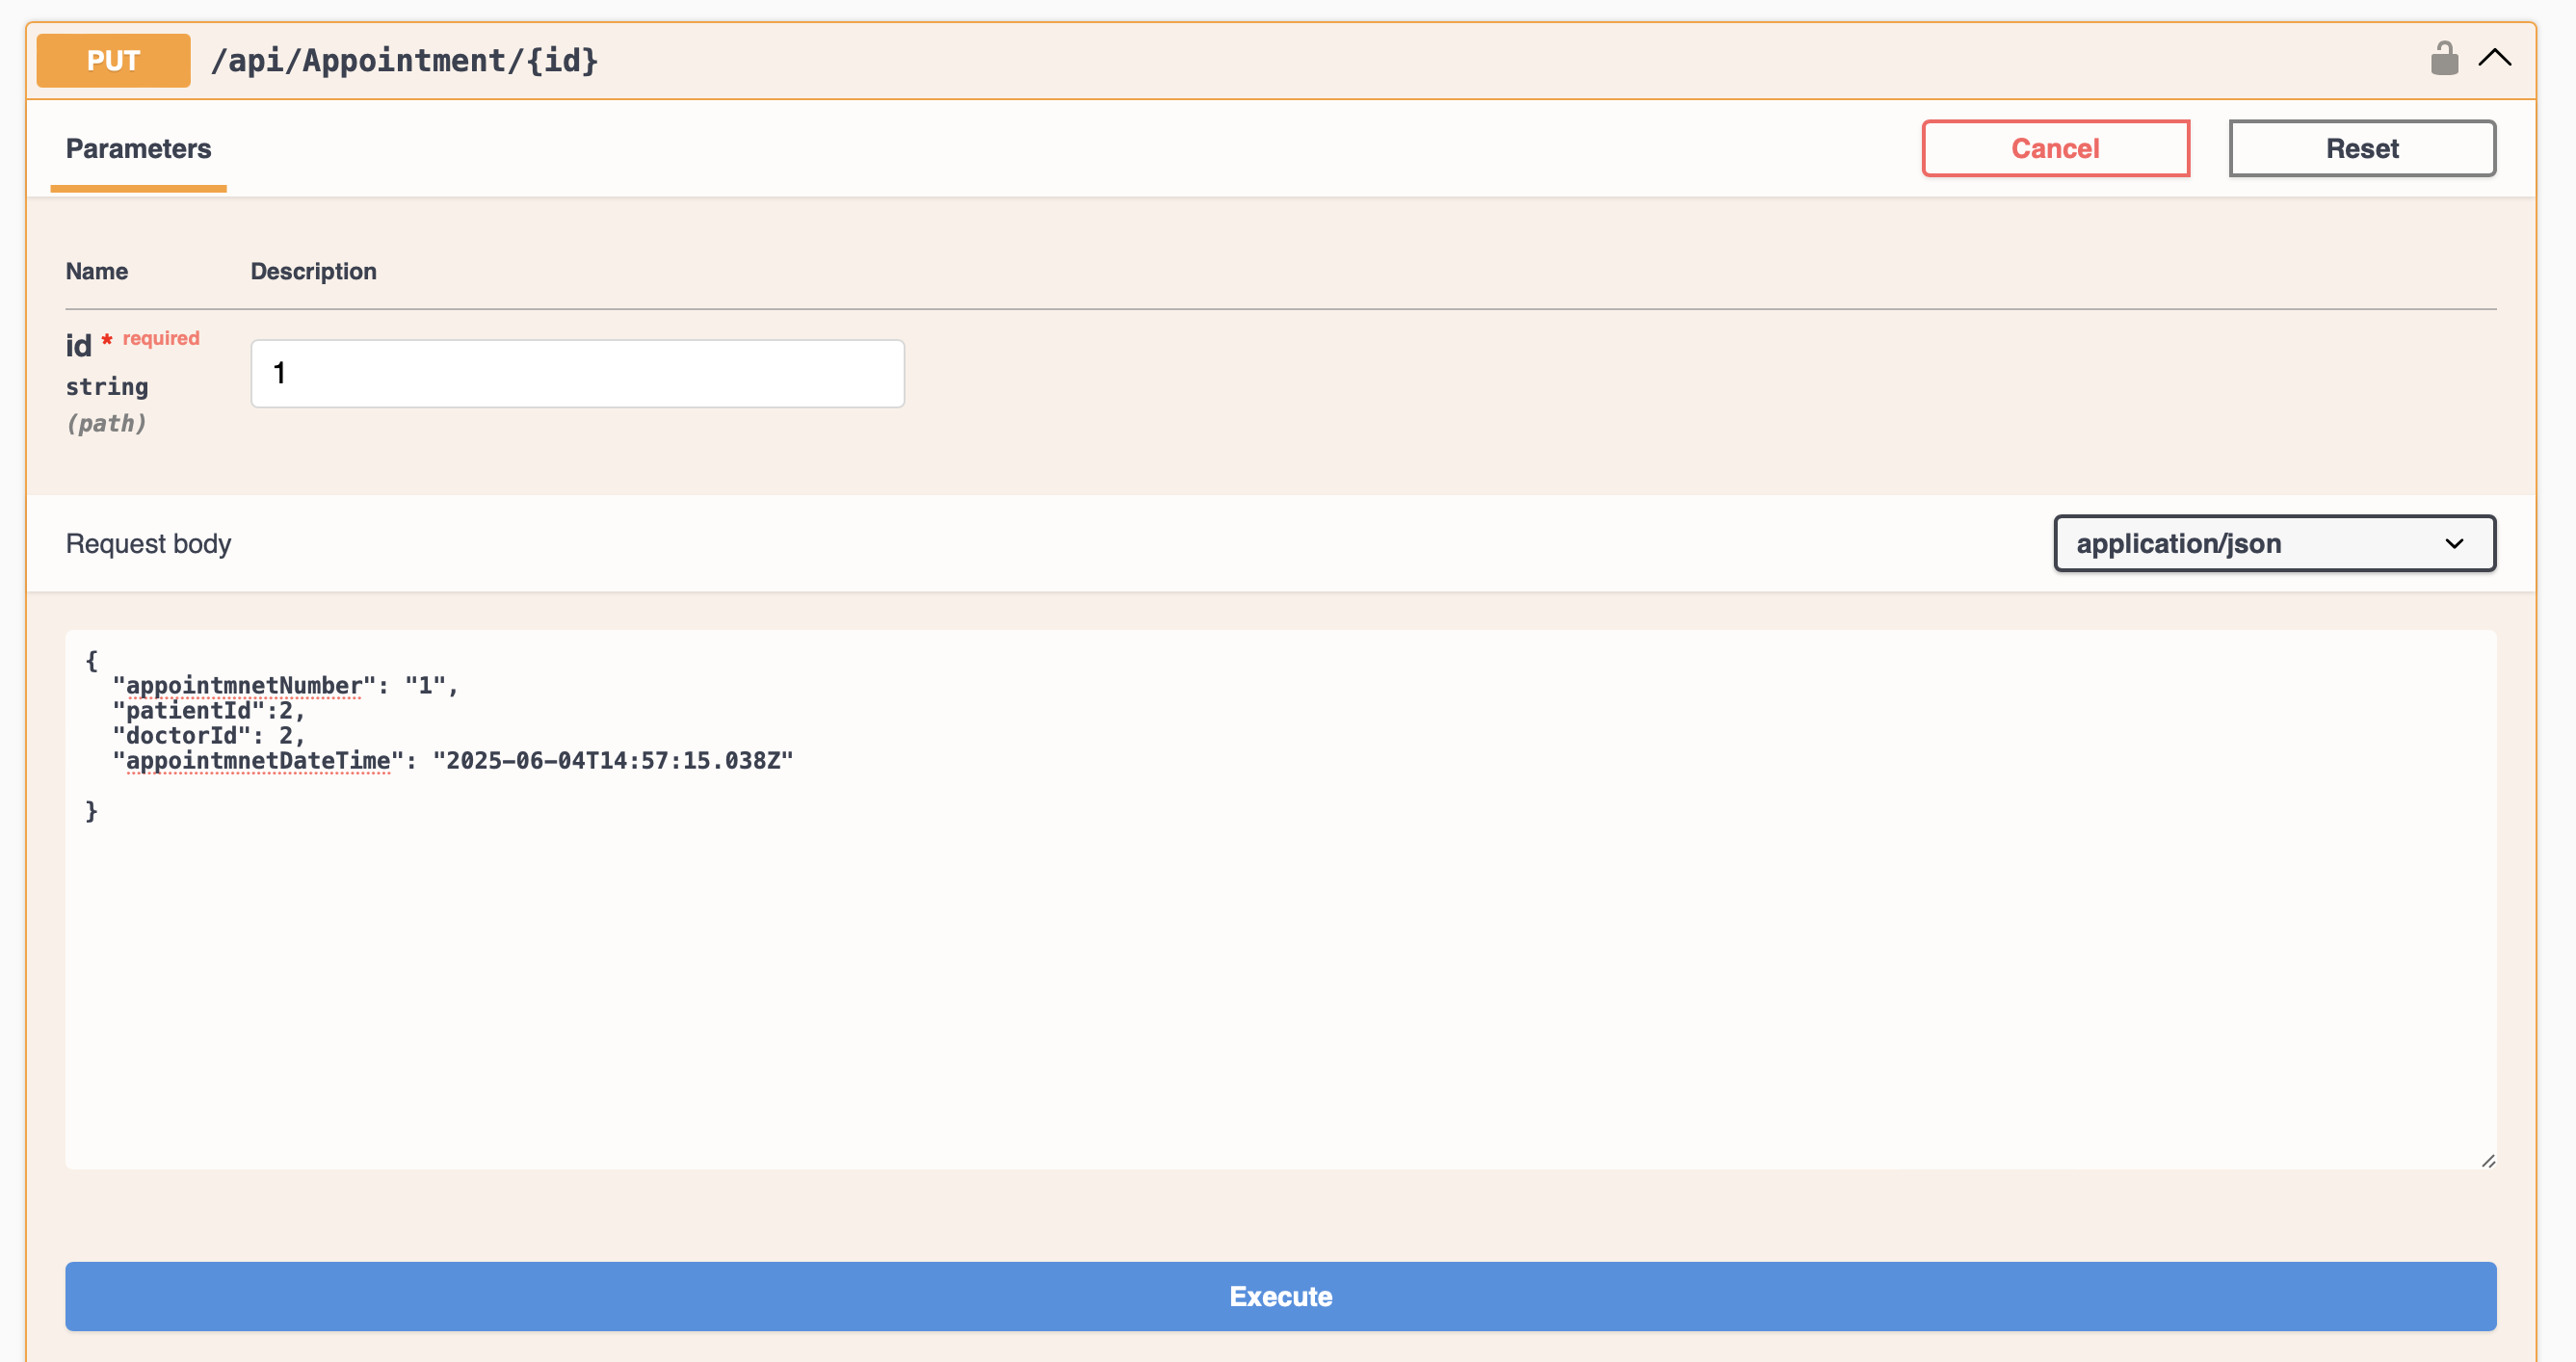 PUT /api/Appointment/{id}
Parameters
Cancel
Reset
Name Description
id * required
string
(path)
1
Request body
application/json
{
  "appointmnetNumber": "1",
  "patientId":2,
  "doctorId": 2,
  "appointmnetDateTime": "2025-06-04T14:57:15.038Z"
}
Execute